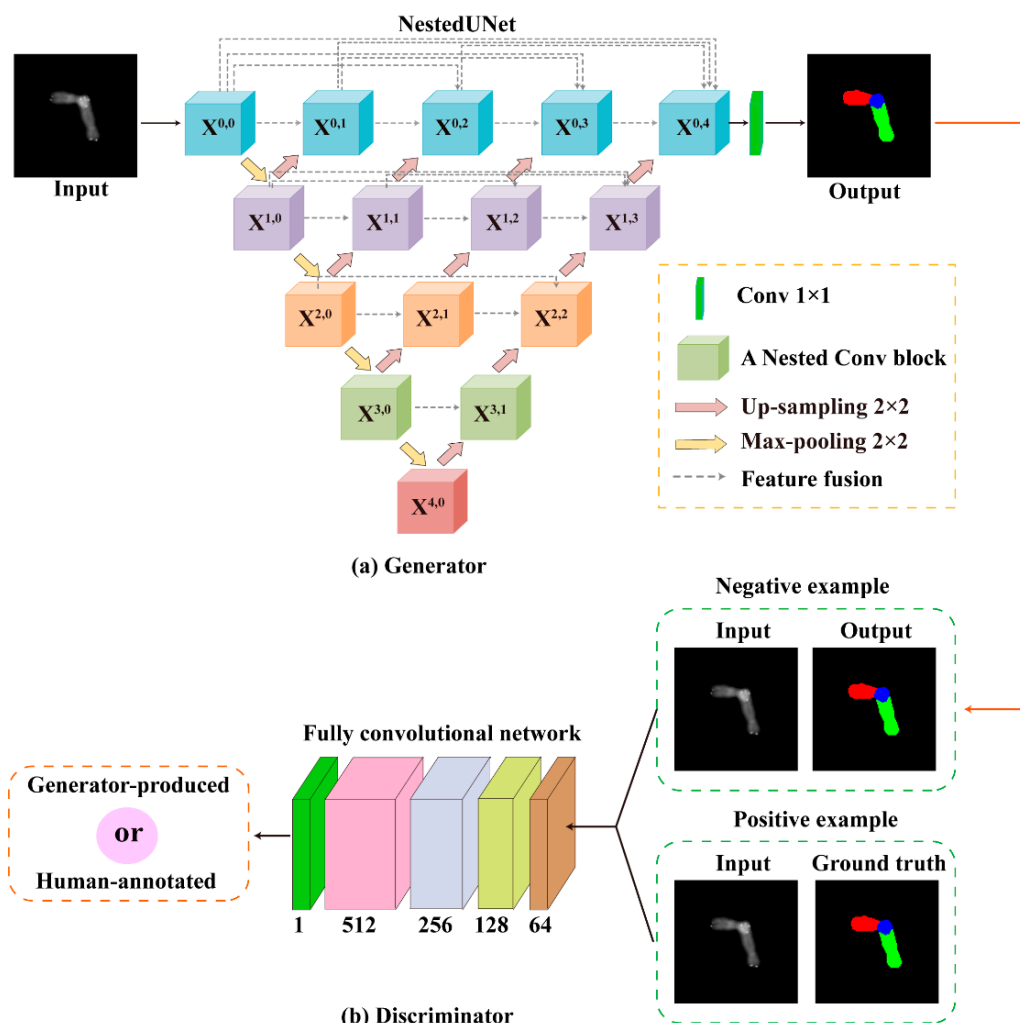 NestedUNet
Input
X0,0
X0,1
X0,2
X0,3
X0,4
Output
X1,0
X1,1
X1,2
X1,3
X2,0
X2,1
X2,2
X3,0
X3,1
X4,0
Conv 1×1
A Nested Conv block
Up-sampling 2×2
Max-pooling 2×2
Feature fusion
(a) Generator
Negative example
Input
Output
Fully convolutional network
Generator-produced
or
Human-annotated
1
512
256
128
64
Positive example
Input
Ground truth
(b) Discriminator